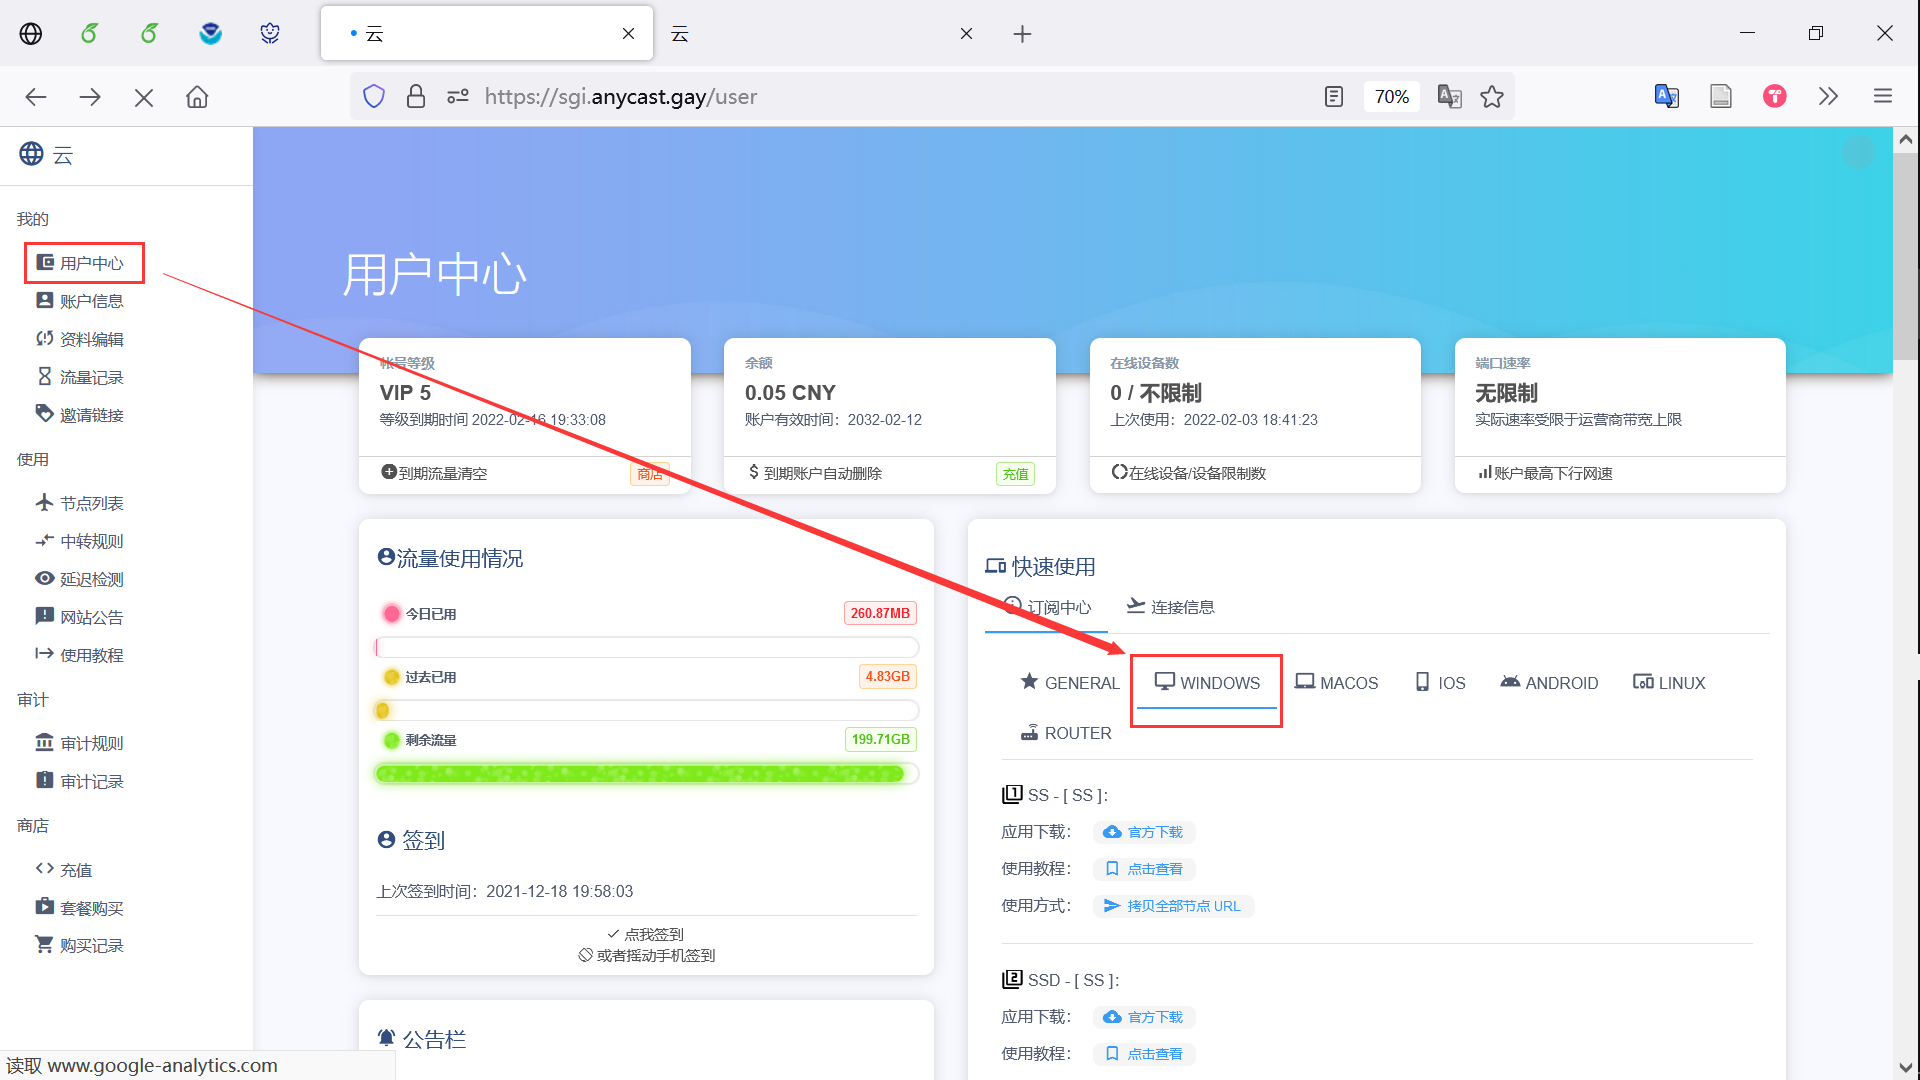 云
云
https://sgi.anycast.gay/user
70%
云
我的
用户中心
账户信息
资料编辑
流量记录
邀请链接
使用
节点列表
中转规则
延迟检测
网站公告
使用教程
审计
审计规则
审计记录
商店
充值
套餐购买
购买记录
用户中心
帐号等级
VIP 5
等级到期时间 2022-02-16 19:33:08
到期流量清空
商店
余额
0.05 CNY
账户有效时间：2032-02-12
到期账户自动删除
充值
在线设备数
0 / 不限制
上次使用：2022-02-03 18:41:23
在线设备/设备限制数
端口速率
无限制
实际速率受限于运营商带宽上限
账户最高下行网速
流量使用情况
今日已用
260.87MB
过去已用
4.83GB
剩余流量
199.71GB
签到
上次签到时间：2021-12-18 19:58:03
点我签到
或者摇动手机签到
公告栏
快速使用
订阅中心
连接信息
GENERAL
WINDOWS
MACOS
IOS
ANDROID
LINUX
ROUTER
1 SS - [ SS ]:
应用下载：
官方下载
使用教程：
点击查看
使用方式：
拷贝全部节点 URL
2 SSD - [ SS ]:
应用下载：
官方下载
使用教程：
点击查看
读取 www.google-analytics.com